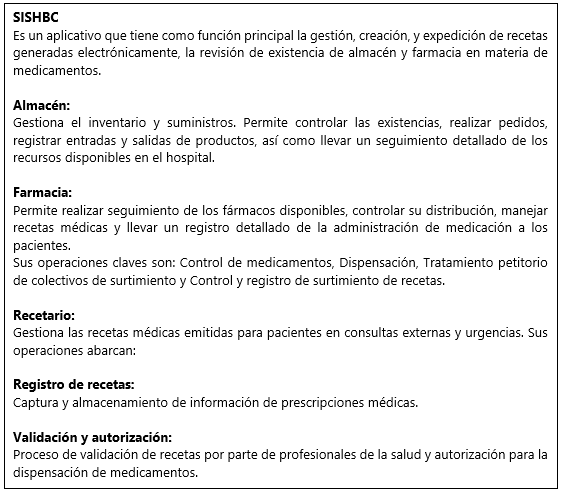 SISHBC
Es un aplicativo que tiene como función principal la gestión, creación, y expedición de recetas
generadas electrónicamente, la revisión de existencia de almacén y farmacia en materia de
medicamentos.
Almacén:
Gestiona el inventario y suministros. Permite controlar las existencias, realizar pedidos,
registrar entradas y salidas de productos, así como llevar un seguimiento detallado de los
recursos disponibles en el hospital.
Farmacia:
Permite realizar seguimiento de los fármacos disponibles, controlar su distribución, manejar
recetas médicas y llevar un registro detallado de la administración de medicación a los
pacientes.
Sus operaciones claves son: Control de medicamentos, Dispensación, Tratamiento petitorio
de colectivos de surtimiento y Control y registro de surtimiento de recetas.
Recetario:
Gestiona las recetas médicas emitidas para pacientes en consultas externas y urgencias. Sus
operaciones abarcan:
Registro de recetas:
Captura y almacenamiento de información de prescripciones médicas.
Validación y autorización:
Proceso de validación de recetas por parte de profesionales de la salud y autorización para la
dispensación de medicamentos.